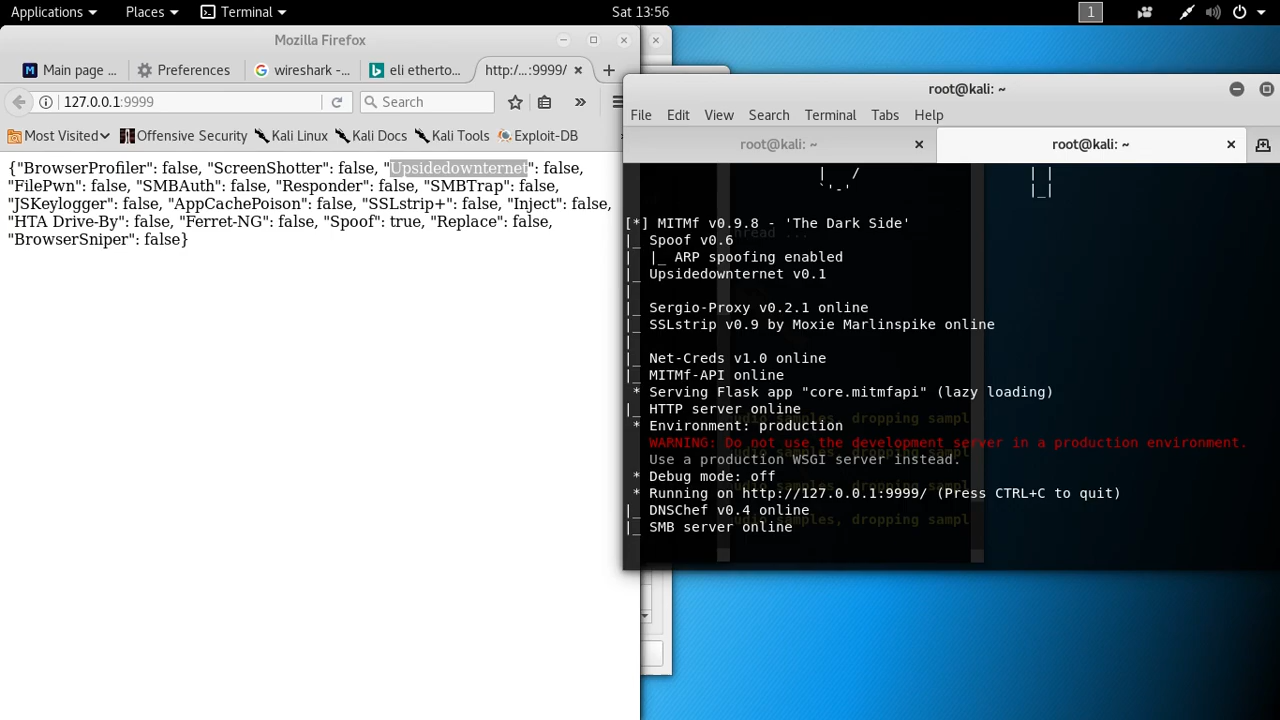 Applications Places Terminal Sat 13:56 1
Mozilla Firefox
Main page ... Preferences wireshark -... eli etherto... http:/...:9999/
127.0.0.1:9999 Search
Most Visited Offensive Security Kali Linux Kali Docs Kali Tools Exploit-DB
{"BrowserProfiler": false, "ScreenShotter": false, "Upsidedownternet": false,
"FilePwn": false, "SMBAuth": false, "Responder": false, "SMBTrap": false,
"JSKeylogger": false, "AppCachePoison": false, "SSLstrip+": false, "Inject": false,
"HTA Drive-By": false, "Ferret-NG": false, "Spoof": true, "Replace": false,
"BrowserSniper": false}
root@kali: ~
File Edit View Search Terminal Tabs Help
root@kali: ~ root@kali: ~
| / | |
`'-' |_|
[*] MITMf v0.9.8 - 'The Dark Side'
|_ Spoof v0.6
| |_ ARP spoofing enabled
|_ Upsidedownternet v0.1
|
|_ Sergio-Proxy v0.2.1 online
|_ SSLstrip v0.9 by Moxie Marlinspike online
|
|_ Net-Creds v1.0 online
|_ MITMf-API online
* Serving Flask app "core.mitmfapi" (lazy loading)
|_ HTTP server online
* Environment: production
WARNING: Do not use the development server in a production environment.
Use a production WSGI server instead.
* Debug mode: off
* Running on http://127.0.0.1:9999/ (Press CTRL+C to quit)
|_ DNSChef v0.4 online
|_ SMB server online